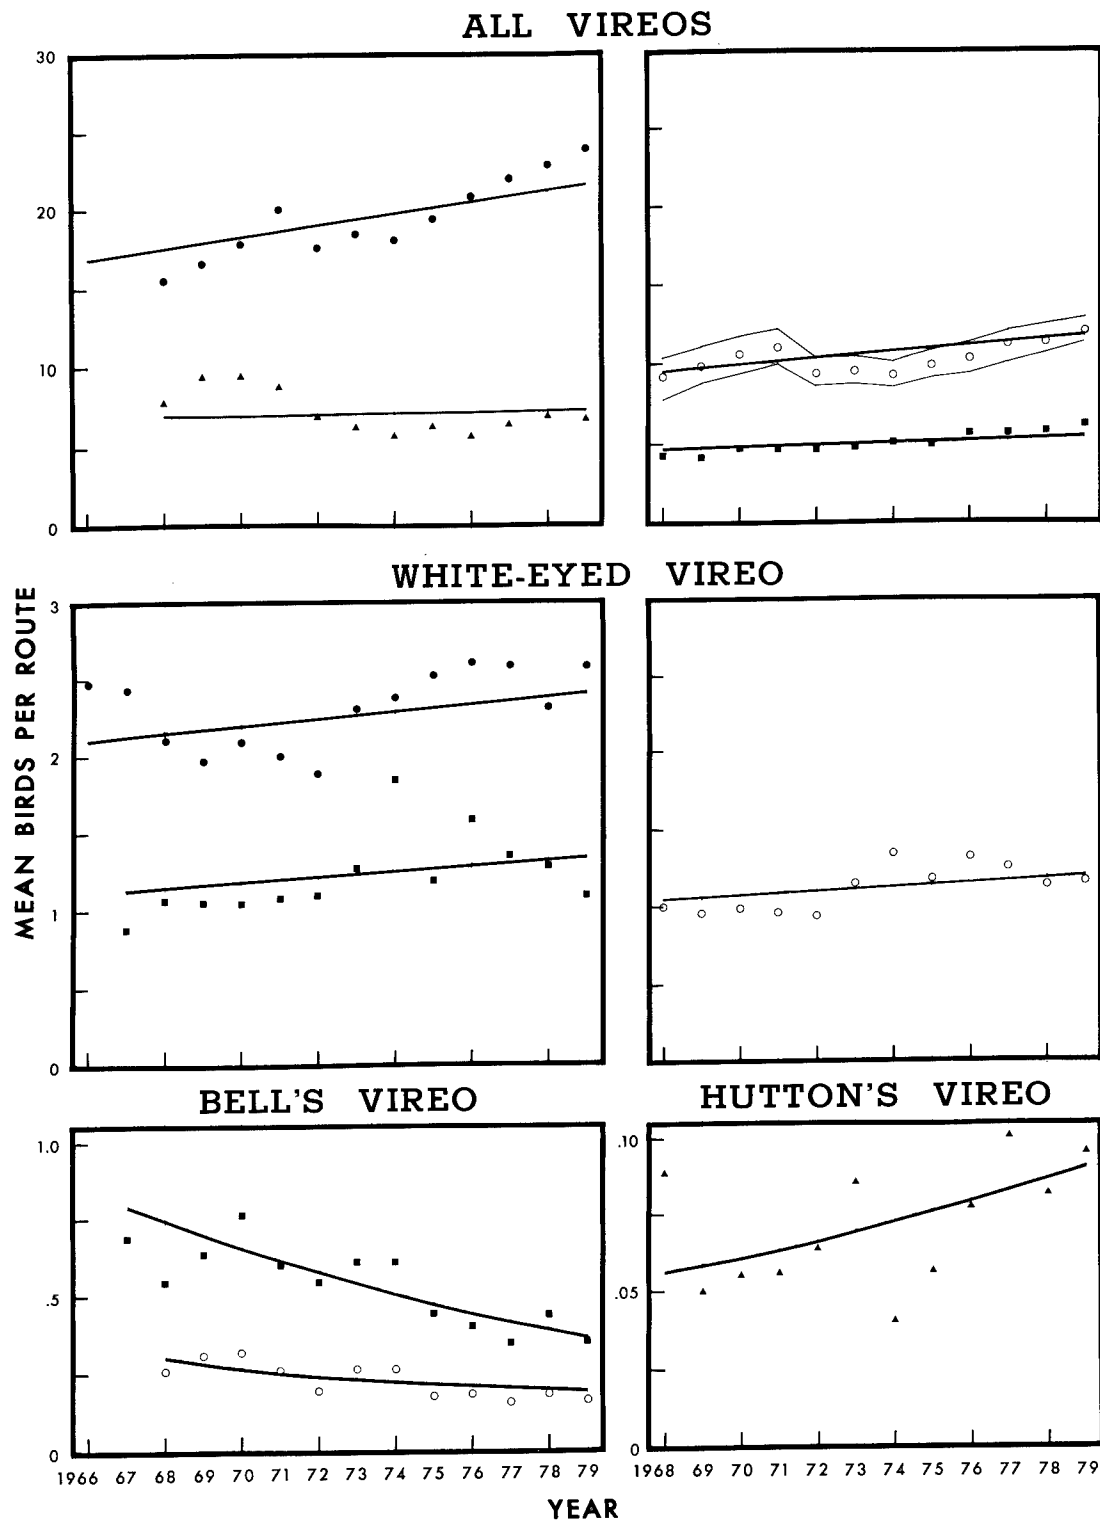 ALL VIREOS
30
20
10
0
WHITE-EYED VIREO
MEAN BIRDS PER ROUTE
3
2
1
0
BELL'S VIREO
HUTTON'S VIREO
1.0
.5
0
.10
.05
0
1966 67 68 69 70 71 72 73 74 75 76 77 78 79
1968 69 70 71 72 73 74 75 76 77 78 79
YEAR